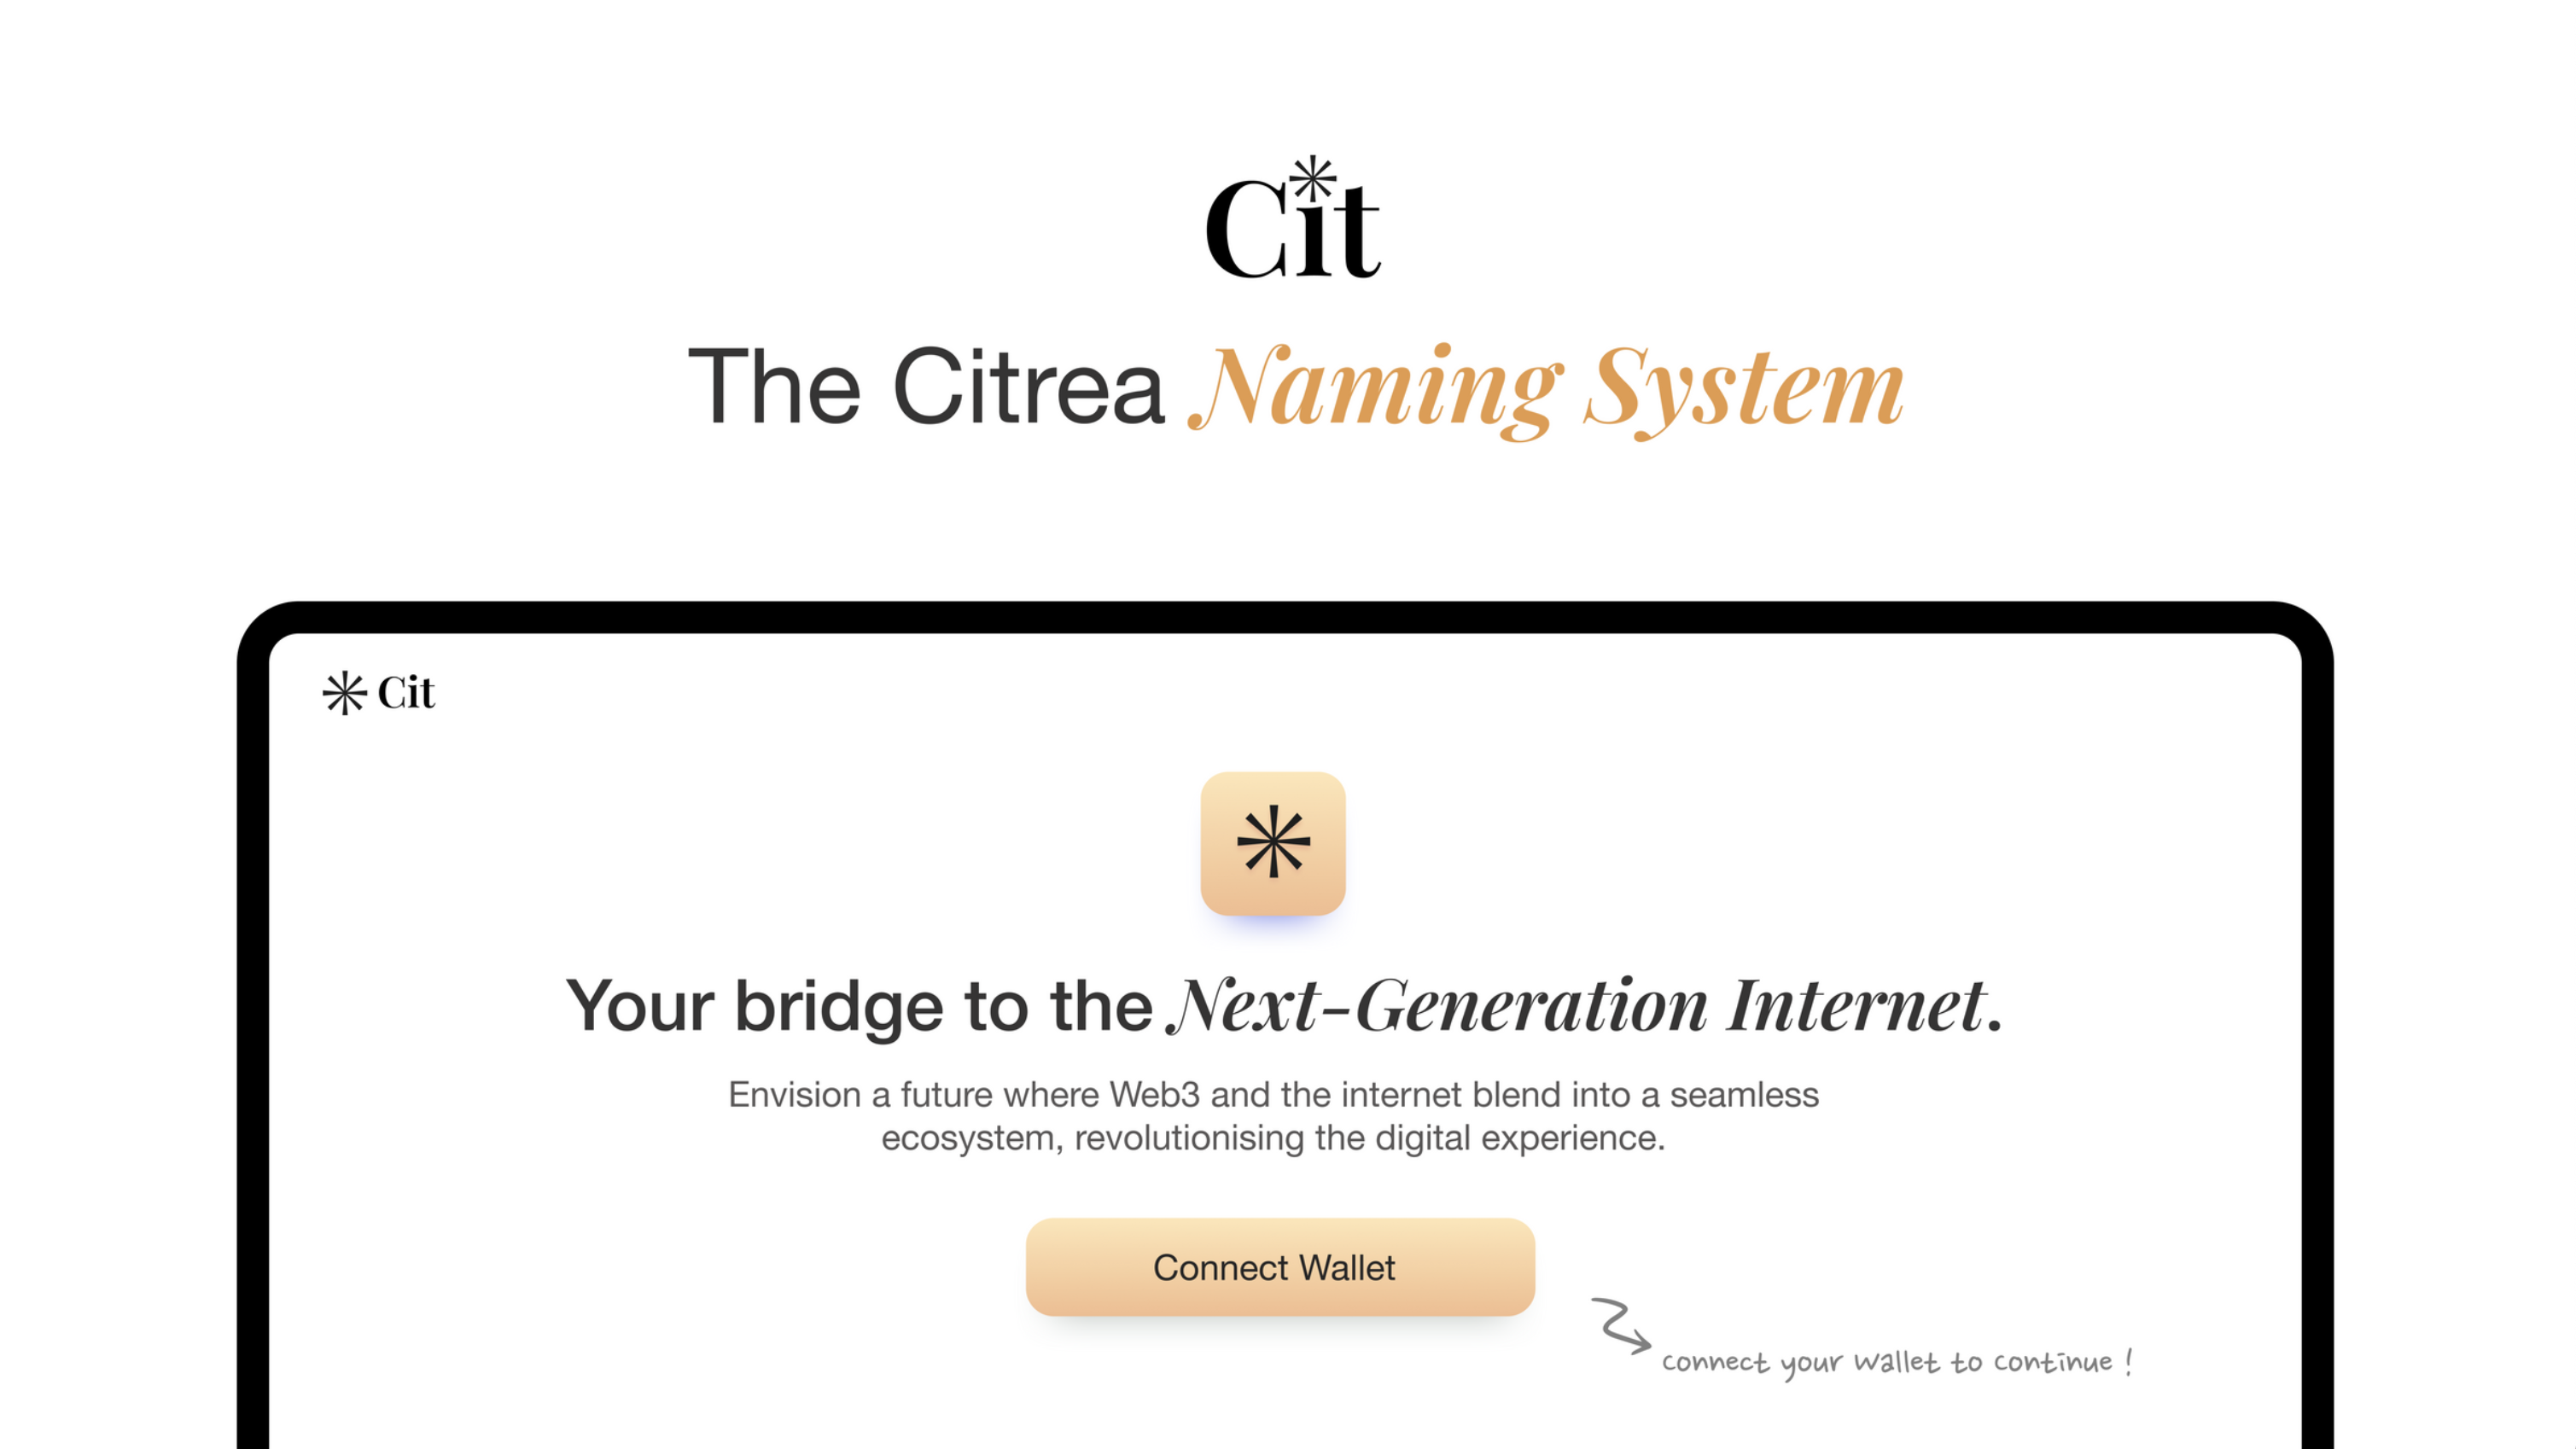 Cit
The Citrea Naming System
Cit
Your bridge to the Next-Generation Internet.
Envision a future where Web3 and the internet blend into a seamless
ecosystem, revolutionising the digital experience.
Connect Wallet
connect your wallet to continue !